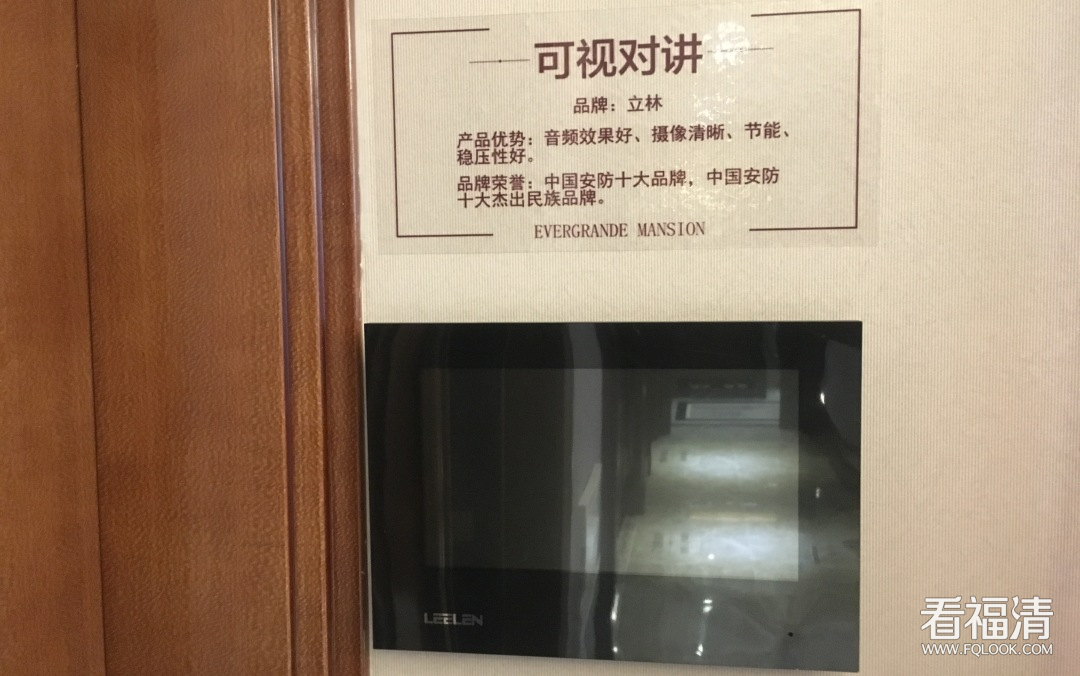 可视对讲
品牌：立林
产品优势：音频效果好、摄像清晰、节能、
稳压性好。
品牌荣誉：中国安防十大品牌，中国安防
十大杰出民族品牌。
EVERGRANDE MANSION
LEELEN
看福清
WWW.FQLOOK.COM